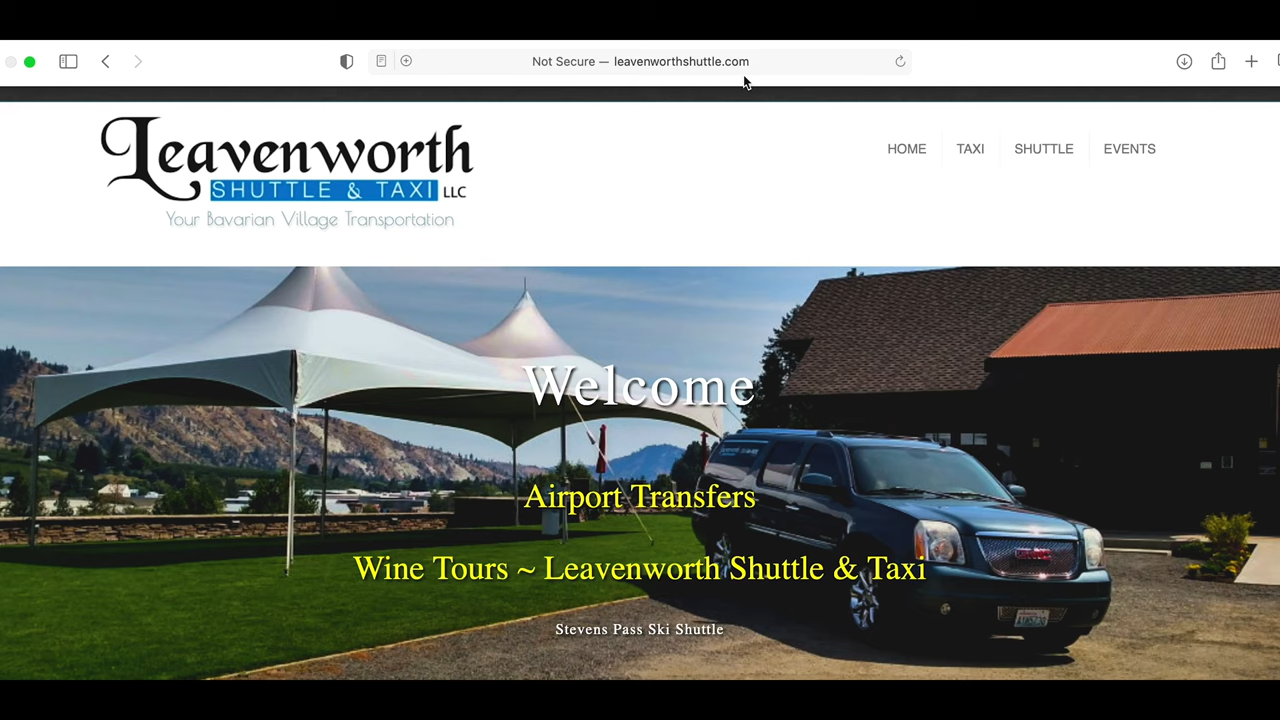 Not Secure — leavenworthshuttle.com
Leavenworth
SHUTTLE & TAXI LLC
Your Bavarian Village Transportation
HOME TAXI SHUTTLE EVENTS
Welcome
Airport Transfers
Wine Tours ~ Leavenworth Shuttle & Taxi
Stevens Pass Ski Shuttle
GMC